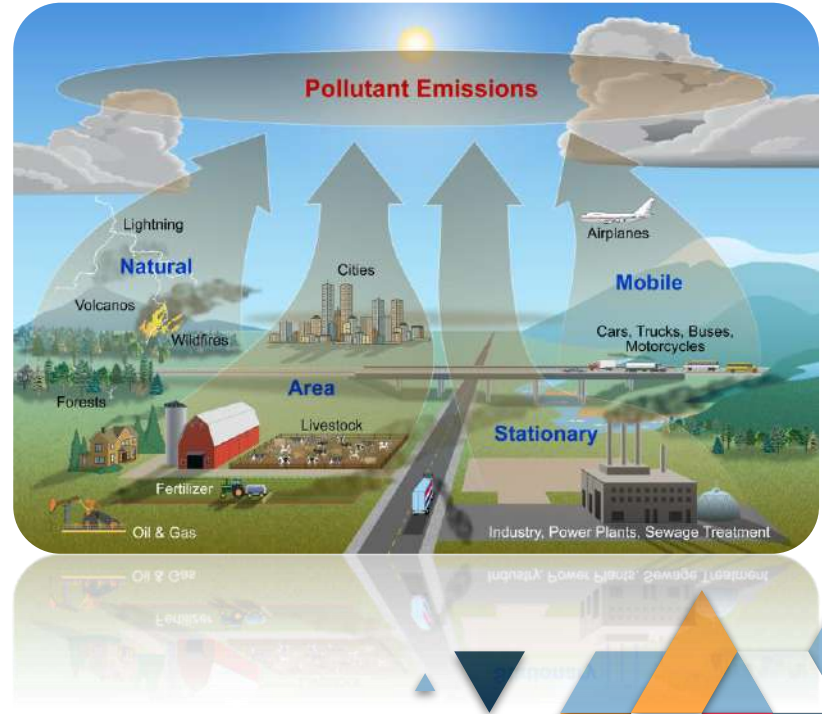 Pollutant Emissions
Lightning
Natural
Volcanos
Wildfires
Forests
Cities
Airplanes
Mobile
Cars, Trucks, Buses,
Motorcycles
Area
Livestock
Fertilizer
Oil & Gas
Stationary
Industry, Power Plants, Sewage Treatment